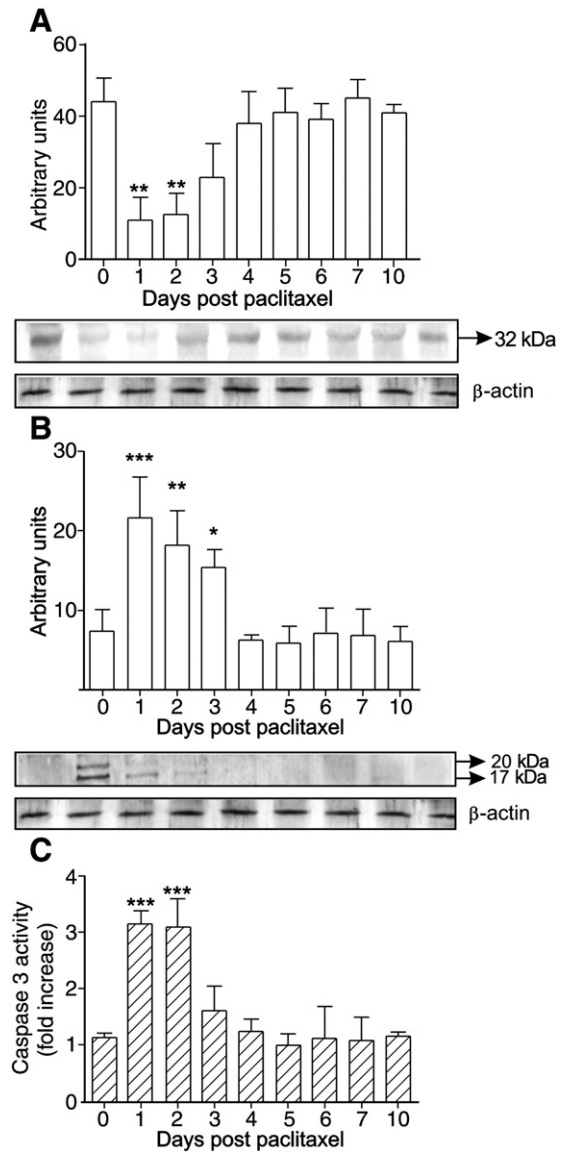 A
60
40
20
0
Arbitrary units
** **
0 1 2 3 4 5 6 7 10
Days post paclitaxel
32 kDa
β-actin
B
30
20
10
Arbitrary units
*** ** *
0 1 2 3 4 5 6 7 10
Days post paclitaxel
20 kDa
17 kDa
β-actin
C
4
3
2
1
0
Caspase 3 activity
(fold increase)
*** ***
0 1 2 3 4 5 6 7 10
Days post paclitaxel